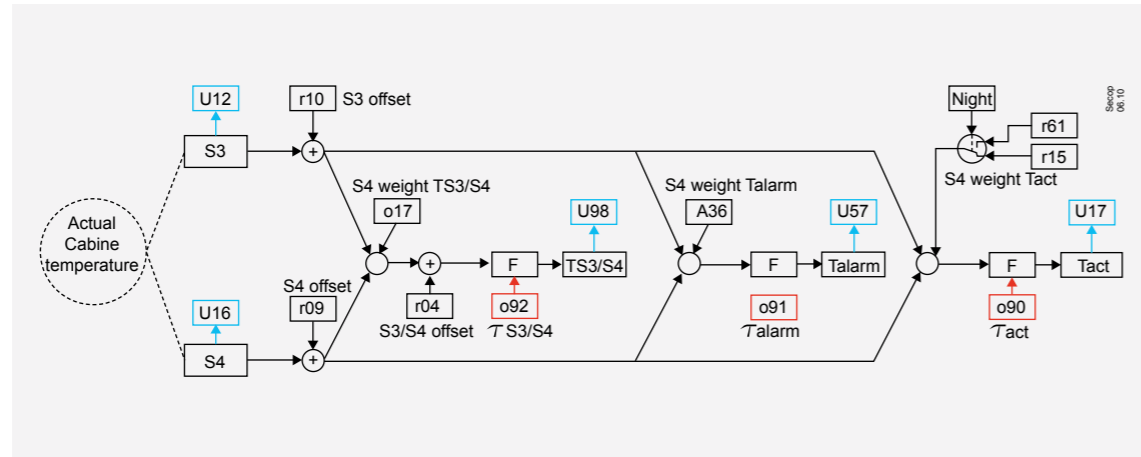 U12
r10 S3 offset
Night
Secop
06.10
r61
S3
+
r15
S4 weight Tact
S4 weight TS3/S4
S4 weight Talarm
o17
A36
U98
U57
U17
Actual
Cabine
temperature
F
TS3/S4
F
Talarm
F
Tact
+
S4 offset
r09
r04
o92
o91
o90
U16
S3/S4 offset
τ S3/S4
τalarm
τact
S4
+